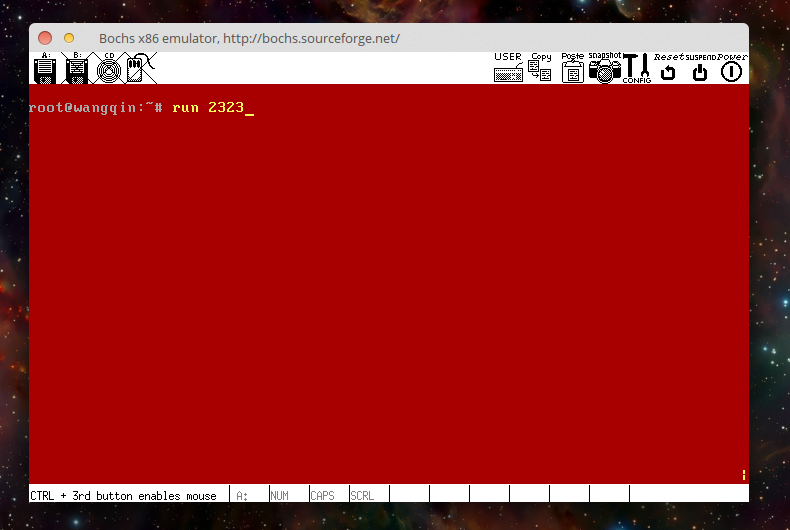 Bochs x86 emulator, http://bochs.sourceforge.net/
A: B: CD USER Copy Paste snapshot CONFIG Reset SUSPEND Power
root@wangqin:~# run 2323_
CTRL + 3rd button enables mouse A: NUM CAPS SCRL